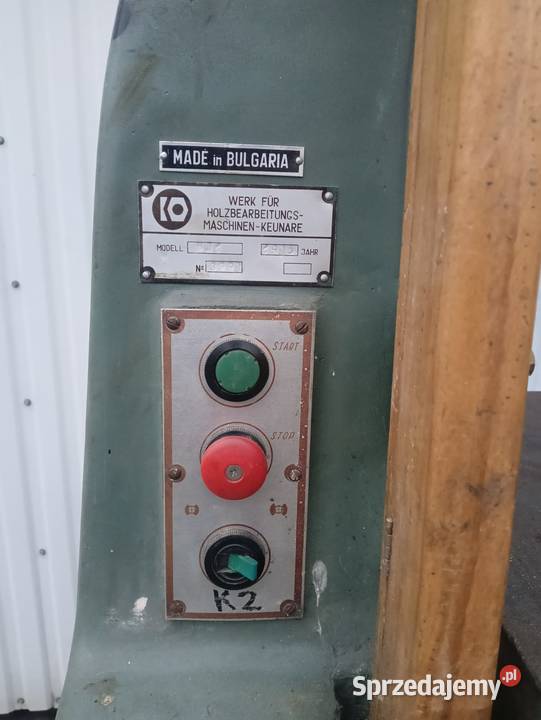 MADE in BULGARIA
WERK FÜR
HOLZBEARBEITUNGS-
MASCHINEN-KEUNARE
MODELL JAHR
Nº
START
STOP
K2
Sprzedajemy.pl